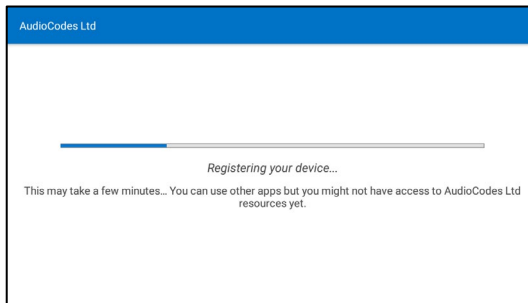 AudioCodes Ltd
Registering your device...
This may take a few minutes... You can use other apps but you might not have access to AudioCodes Ltd
resources yet.